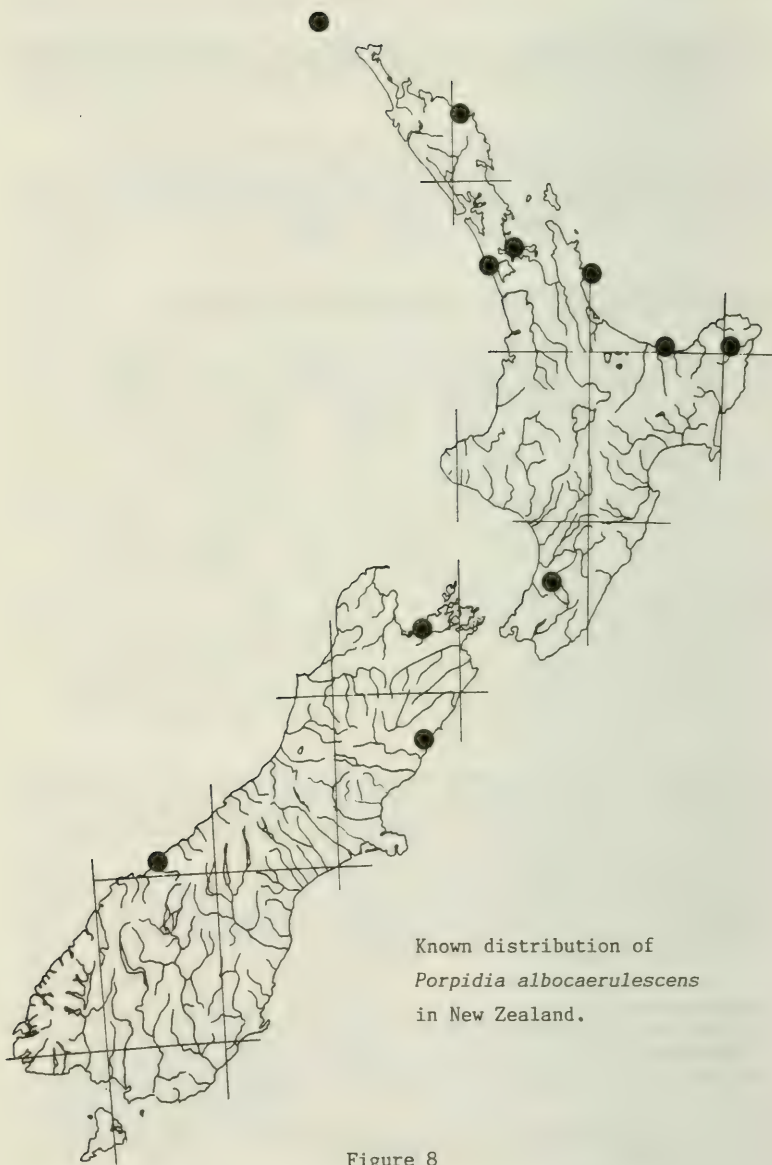 Known distribution of
Porpidia albocaerulescens
in New Zealand.
Figure 8